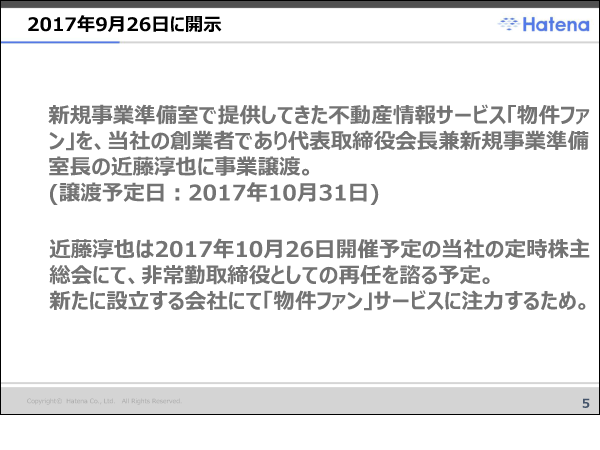 2017年9月26日に開示
Hatena
新規事業準備室で提供してきた不動産情報サービス「物件ファ
ン」を、当社の創業者であり代表取締役会長兼新規事業準備
室長の近藤淳也に事業譲渡。
(譲渡予定日：2017年10月31日)
近藤淳也は2017年10月26日開催予定の当社の定時株主
総会にて、非常勤取締役としての再任を諮る予定。
新たに設立する会社にて「物件ファン」サービスに注力するため。
Copyright© Hatena Co., Ltd. All Rights Reserved.
5